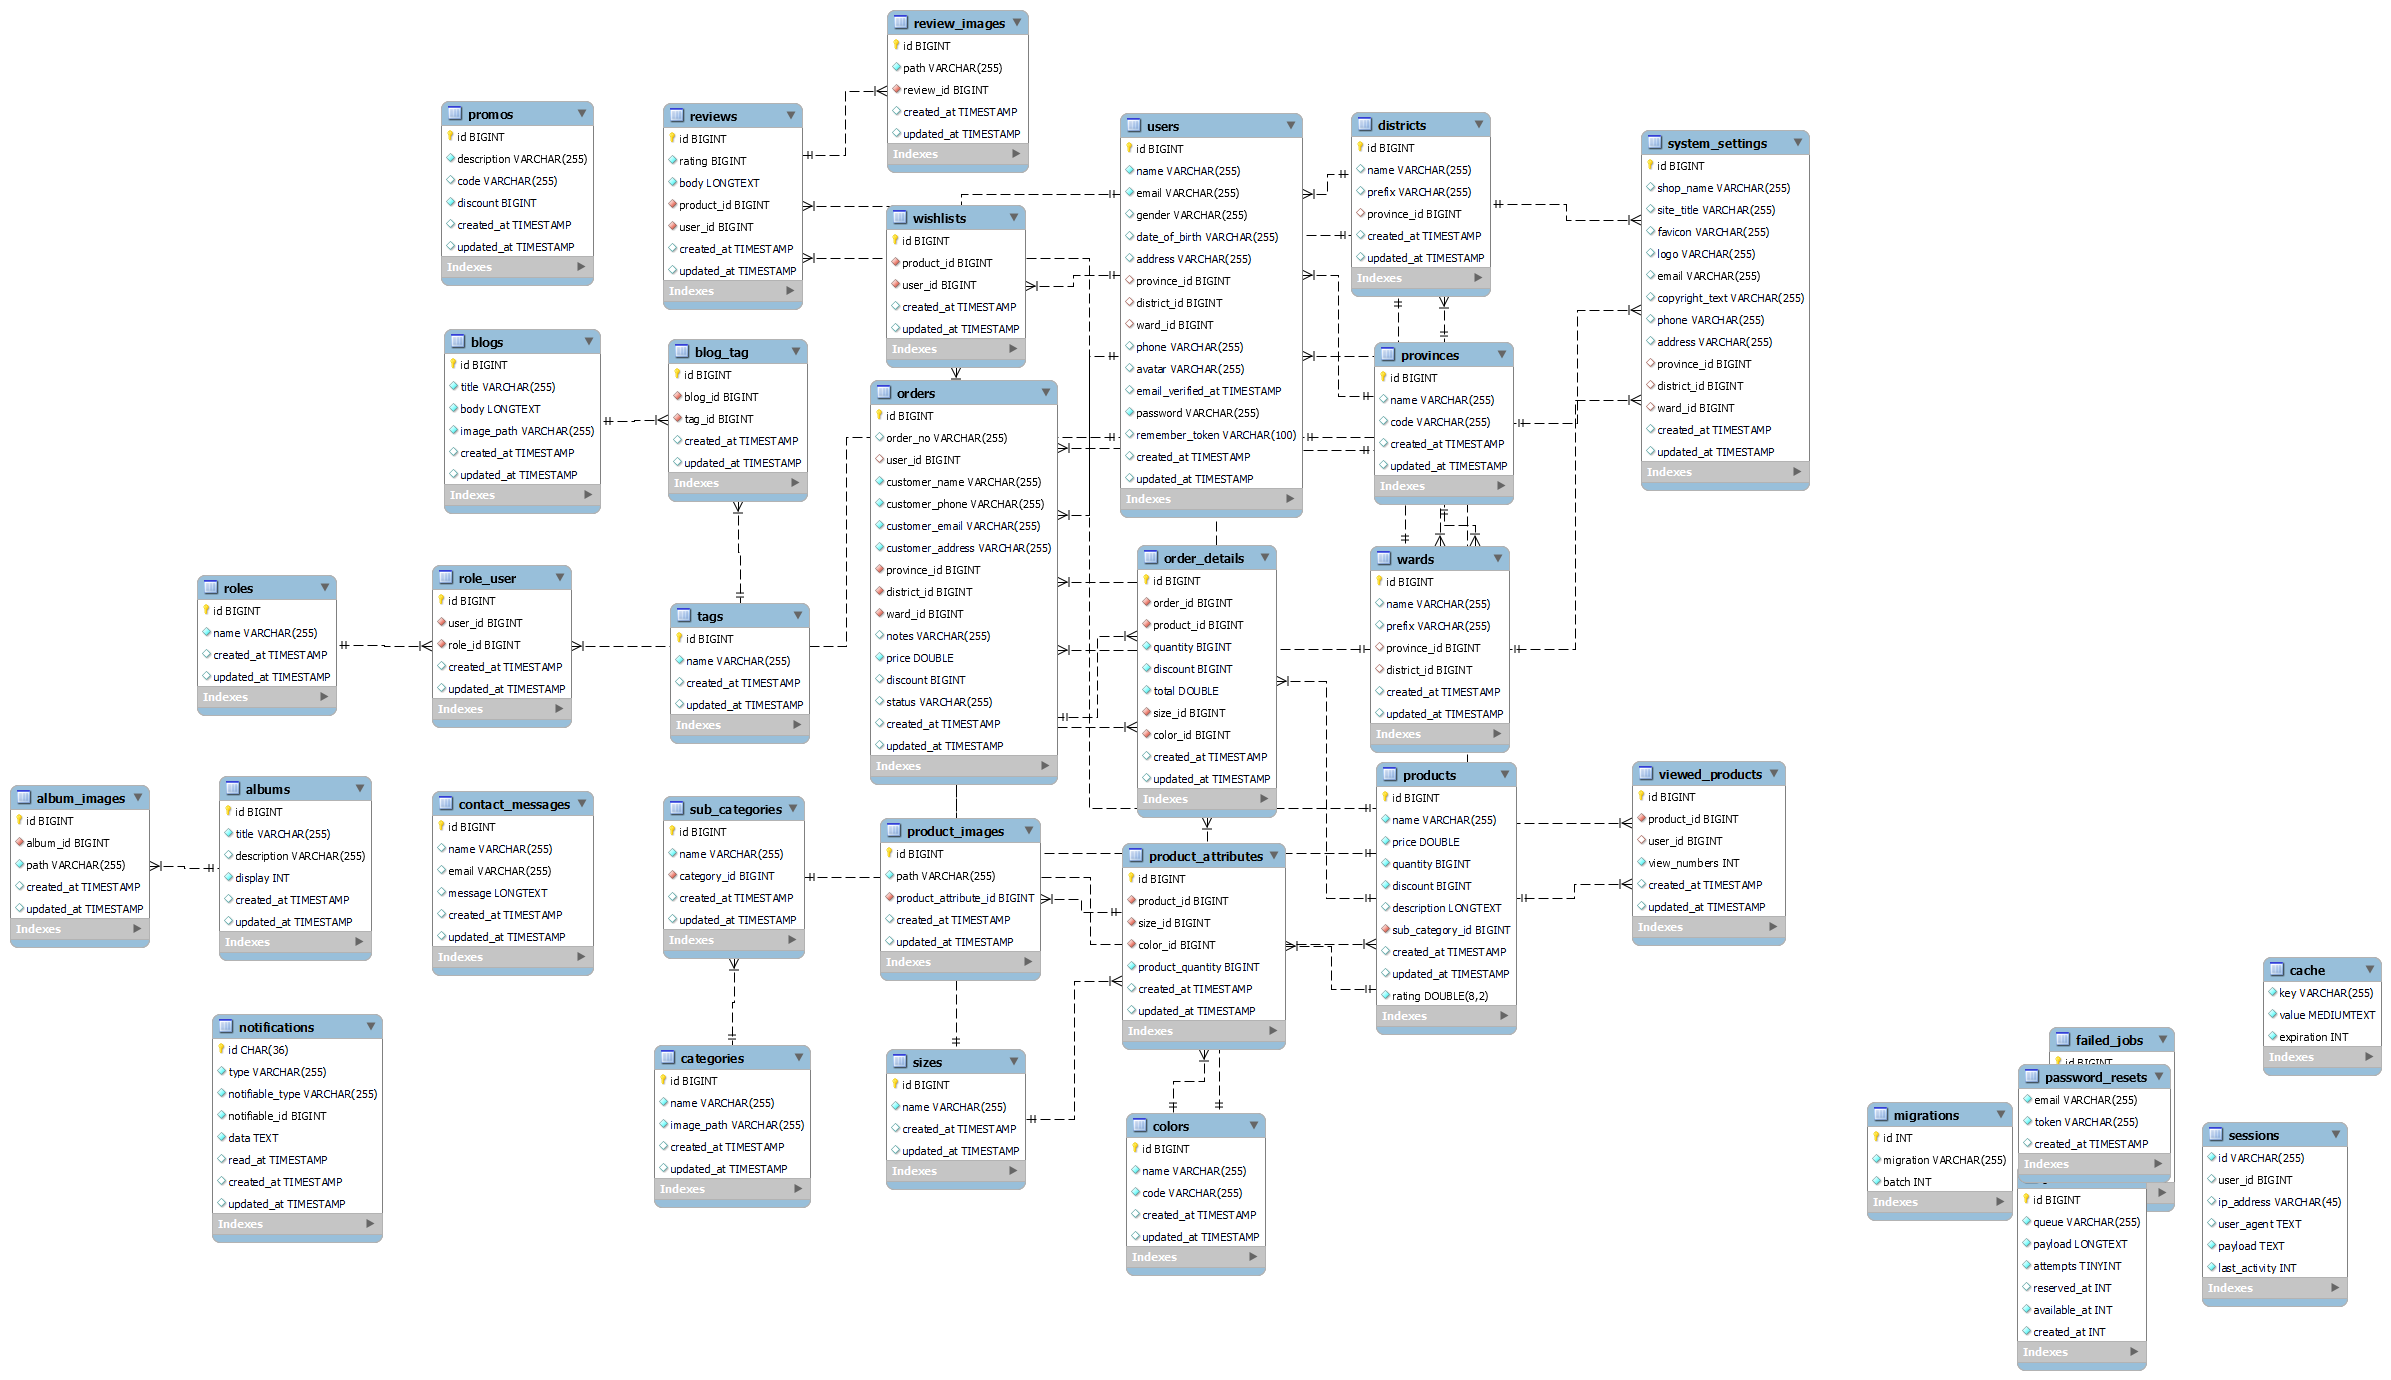 review_images
id BIGINT
path VARCHAR(255)
review_id BIGINT
created_at TIMESTAMP
updated_at TIMESTAMP
Indexes
promos
id BIGINT
description VARCHAR(255)
code VARCHAR(255)
discount BIGINT
created_at TIMESTAMP
updated_at TIMESTAMP
Indexes
reviews
id BIGINT
rating BIGINT
body LONGTEXT
product_id BIGINT
user_id BIGINT
created_at TIMESTAMP
updated_at TIMESTAMP
Indexes
wishlists
id BIGINT
product_id BIGINT
user_id BIGINT
created_at TIMESTAMP
updated_at TIMESTAMP
Indexes
users
id BIGINT
name VARCHAR(255)
email VARCHAR(255)
gender VARCHAR(255)
date_of_birth VARCHAR(255)
address VARCHAR(255)
province_id BIGINT
district_id BIGINT
ward_id BIGINT
phone VARCHAR(255)
avatar VARCHAR(255)
email_verified_at TIMESTAMP
password VARCHAR(255)
remember_token VARCHAR(100)
created_at TIMESTAMP
updated_at TIMESTAMP
Indexes
districts
id BIGINT
name VARCHAR(255)
prefix VARCHAR(255)
province_id BIGINT
created_at TIMESTAMP
updated_at TIMESTAMP
Indexes
system_settings
id BIGINT
shop_name VARCHAR(255)
site_title VARCHAR(255)
favicon VARCHAR(255)
logo VARCHAR(255)
email VARCHAR(255)
copyright_text VARCHAR(255)
phone VARCHAR(255)
address VARCHAR(255)
province_id BIGINT
district_id BIGINT
ward_id BIGINT
created_at TIMESTAMP
updated_at TIMESTAMP
Indexes
blogs
id BIGINT
title VARCHAR(255)
body LONGTEXT
image_path VARCHAR(255)
created_at TIMESTAMP
updated_at TIMESTAMP
Indexes
blog_tag
id BIGINT
blog_id BIGINT
tag_id BIGINT
created_at TIMESTAMP
updated_at TIMESTAMP
Indexes
orders
id BIGINT
order_no VARCHAR(255)
user_id BIGINT
customer_name VARCHAR(255)
customer_phone VARCHAR(255)
customer_email VARCHAR(255)
customer_address VARCHAR(255)
province_id BIGINT
district_id BIGINT
ward_id BIGINT
notes VARCHAR(255)
price DOUBLE
discount BIGINT
status VARCHAR(255)
created_at TIMESTAMP
updated_at TIMESTAMP
Indexes
provinces
id BIGINT
name VARCHAR(255)
code VARCHAR(255)
created_at TIMESTAMP
updated_at TIMESTAMP
Indexes
roles
id BIGINT
name VARCHAR(255)
created_at TIMESTAMP
updated_at TIMESTAMP
Indexes
role_user
id BIGINT
user_id BIGINT
role_id BIGINT
created_at TIMESTAMP
updated_at TIMESTAMP
Indexes
tags
id BIGINT
name VARCHAR(255)
created_at TIMESTAMP
updated_at TIMESTAMP
Indexes
order_details
id BIGINT
order_id BIGINT
product_id BIGINT
quantity BIGINT
discount BIGINT
total DOUBLE
size_id BIGINT
color_id BIGINT
created_at TIMESTAMP
updated_at TIMESTAMP
Indexes
wards
id BIGINT
name VARCHAR(255)
prefix VARCHAR(255)
province_id BIGINT
district_id BIGINT
created_at TIMESTAMP
updated_at TIMESTAMP
Indexes
album_images
id BIGINT
album_id BIGINT
path VARCHAR(255)
created_at TIMESTAMP
updated_at TIMESTAMP
Indexes
albums
id BIGINT
title VARCHAR(255)
description VARCHAR(255)
display INT
created_at TIMESTAMP
updated_at TIMESTAMP
Indexes
contact_messages
id BIGINT
name VARCHAR(255)
email VARCHAR(255)
message LONGTEXT
created_at TIMESTAMP
updated_at TIMESTAMP
Indexes
sub_categories
id BIGINT
name VARCHAR(255)
category_id BIGINT
created_at TIMESTAMP
updated_at TIMESTAMP
Indexes
product_images
id BIGINT
path VARCHAR(255)
product_attribute_id BIGINT
created_at TIMESTAMP
updated_at TIMESTAMP
Indexes
product_attributes
id BIGINT
product_id BIGINT
size_id BIGINT
color_id BIGINT
product_quantity BIGINT
created_at TIMESTAMP
updated_at TIMESTAMP
Indexes
products
id BIGINT
name VARCHAR(255)
price DOUBLE
quantity BIGINT
discount BIGINT
description LONGTEXT
sub_category_id BIGINT
created_at TIMESTAMP
updated_at TIMESTAMP
rating DOUBLE(8,2)
Indexes
viewed_products
id BIGINT
product_id BIGINT
user_id BIGINT
view_numbers INT
created_at TIMESTAMP
updated_at TIMESTAMP
Indexes
notifications
id CHAR(36)
type VARCHAR(255)
notifiable_type VARCHAR(255)
notifiable_id BIGINT
data TEXT
read_at TIMESTAMP
created_at TIMESTAMP
updated_at TIMESTAMP
Indexes
categories
id BIGINT
name VARCHAR(255)
image_path VARCHAR(255)
created_at TIMESTAMP
updated_at TIMESTAMP
Indexes
sizes
id BIGINT
name VARCHAR(255)
created_at TIMESTAMP
updated_at TIMESTAMP
Indexes
colors
id BIGINT
name VARCHAR(255)
code VARCHAR(255)
created_at TIMESTAMP
updated_at TIMESTAMP
Indexes
cache
key VARCHAR(255)
value MEDIUMTEXT
expiration INT
Indexes
failed_jobs
id BIGINT
password_resets
email VARCHAR(255)
token VARCHAR(255)
created_at TIMESTAMP
Indexes
migrations
id INT
migration VARCHAR(255)
batch INT
Indexes
id BIGINT
queue VARCHAR(255)
payload LONGTEXT
attempts TINYINT
reserved_at INT
available_at INT
created_at INT
Indexes
sessions
id VARCHAR(255)
user_id BIGINT
ip_address VARCHAR(45)
user_agent TEXT
payload TEXT
last_activity INT
Indexes